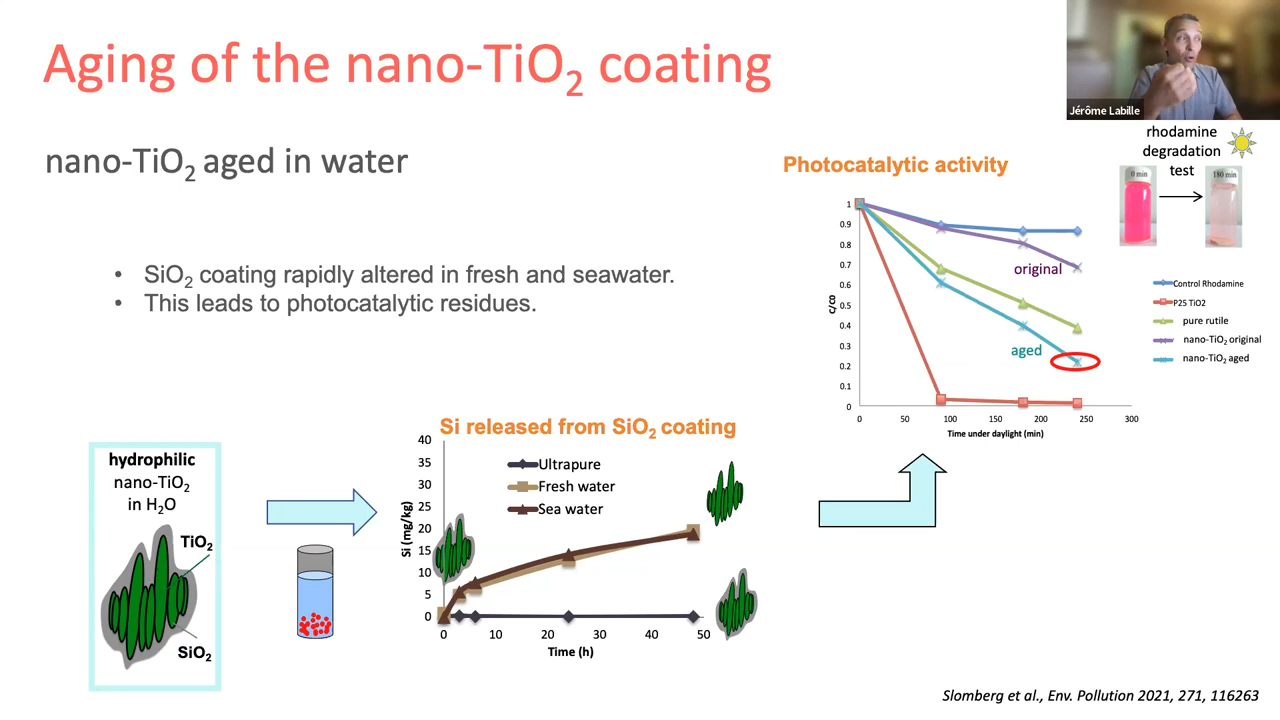 Aging of the nano-TiO2 coating
Jérôme Labille
nano-TiO2 aged in water
rhodamine
degradation
test
0 min
180 min
Photocatalytic activity
1
0.9
0.8
0.7
0.6
0.5
0.4
0.3
0.2
0.1
0
c/c0
original
aged
0 50 100 150 200 250 300
Time under daylight (min)
Control Rhodamine
P25 TiO2
pure rutile
nano-TiO2 original
nano-TiO2 aged
• SiO2 coating rapidly altered in fresh and seawater.
• This leads to photocatalytic residues.
hydrophilic
nano-TiO2
in H2O
TiO2
SiO2
Si released from SiO2 coating
40
35
30
25
20
15
10
5
0
Si (mg/kg)
Ultrapure
Fresh water
Sea water
0 10 20 30 40 50
Time (h)
Slomberg et al., Env. Pollution 2021, 271, 116263